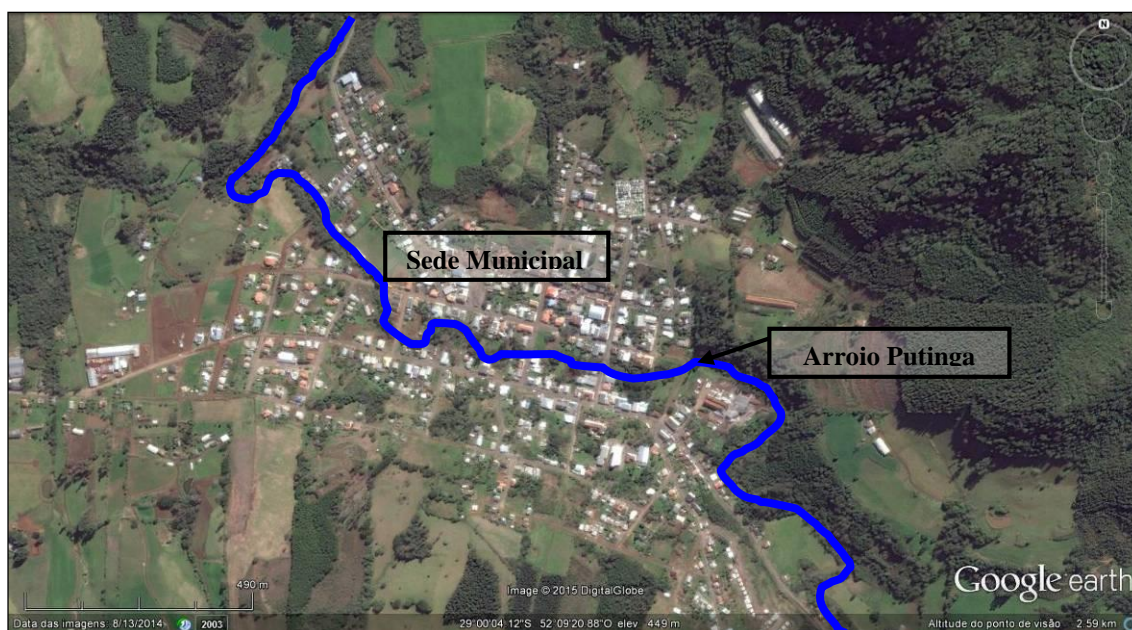 N
Sede Municipal
Arroio Putinga
490 m
Image © 2015 DigitalGlobe
Google earth
Data das imagens: 8/13/2014 2003 29°00'04.12"S 52°09'20.88"O elev 449 m Altitude do ponto de visão 2.59 km